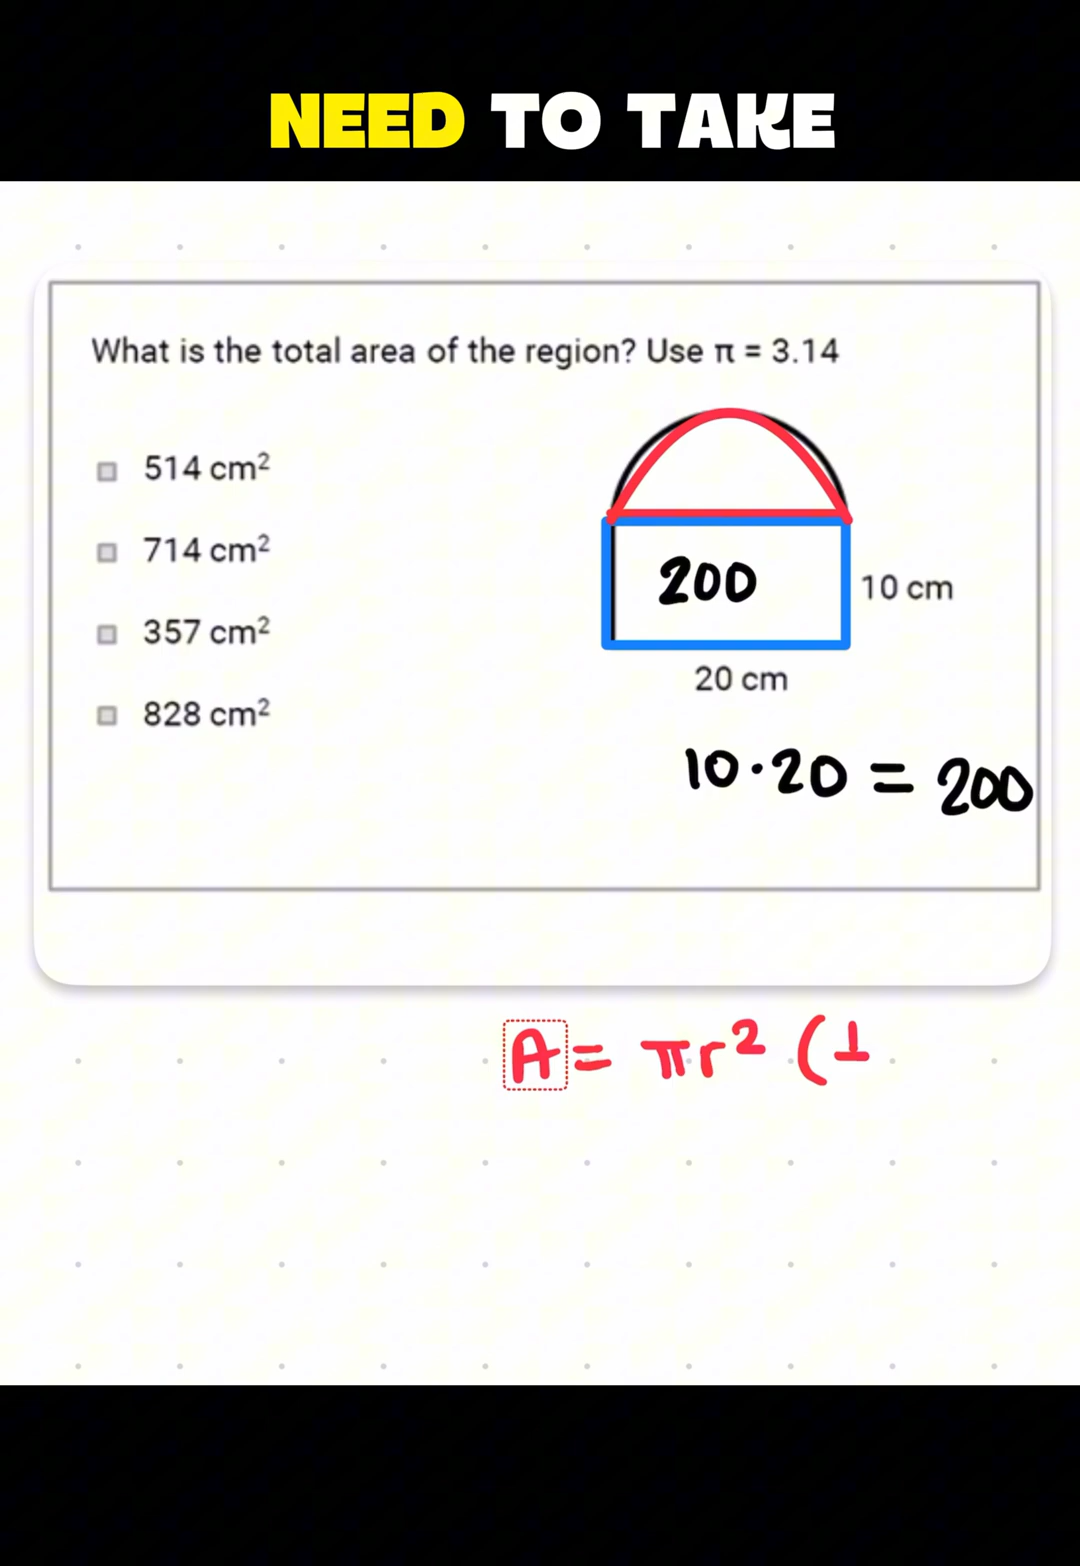 NEED TO TAKE
What is the total area of the region? Use π = 3.14
514 cm²
714 cm²
357 cm²
828 cm²
200
10 cm
20 cm
10·20 = 200
A = πr² (1